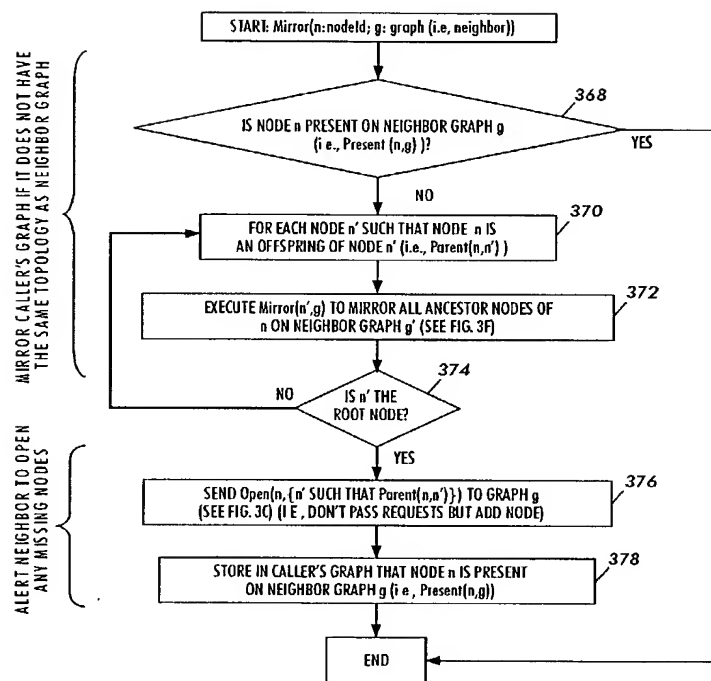 START: Mirror(n:nodeId; g: graph (i.e, neighbor))
368
IS NODE n PRESENT ON NEIGHBOR GRAPH g
(i e., Present (n,g) )?
YES
NO
370
FOR EACH NODE n' SUCH THAT NODE n IS
AN OFFSPRING OF NODE n' (i.e., Parent(n,n') )
372
EXECUTE Mirror(n',g) TO MIRROR ALL ANCESTOR NODES OF
n ON NEIGHBOR GRAPH g' (SEE FIG. 3F)
374
NO
IS n' THE
ROOT NODE?
YES
376
SEND Open(n,{n' SUCH THAT Parent(n,n')}) TO GRAPH g
(SEE FIG. 3C) (I E , DON'T PASS REQUESTS BUT ADD NODE)
378
STORE IN CALLER'S GRAPH THAT NODE n IS PRESENT
ON NEIGHBOR GRAPH g (i e , Present(n,g))
END
MIRROR CALLER'S GRAPH IF IT DOES NOT HAVE
THE SAME TOPOLOGY AS NEIGHBOR GRAPH
ALERT NEIGHBOR TO OPEN
ANY MISSING NODES